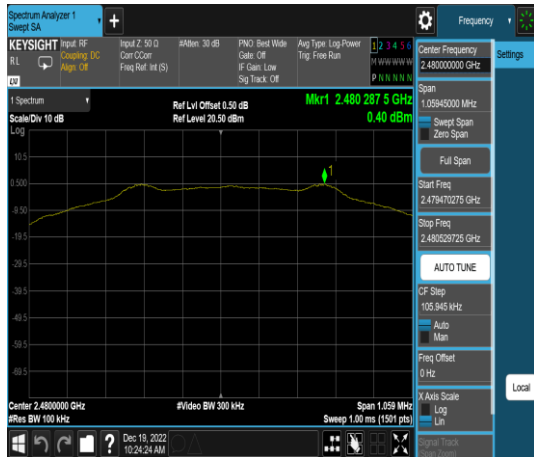 Spectrum Analyzer 1
Swept SA
+
Frequency
KEYSIGHT
Input: RF
Input Z: 50 Ω
#Atten: 30 dB
PNO: Best Wide
Avg Type: Log-Power
1 2 3 4 5 6
RL
Coupling: DC
Corr CCorr
Gate: Off
Trig: Free Run
M WWWWW
Align: Off
Freq Ref: Int (S)
IF Gain: Low
P N N N N N
Sig Track: Off
LXI
1 Spectrum
Ref Lvl Offset 0.50 dB
Mkr1 2.480 287 5 GHz
Scale/Div 10 dB
Ref Level 20.50 dBm
0.40 dBm
Log
10.5
0.500
-9.50
-19.5
-29.5
-39.5
-49.5
-59.5
-69.5
1
Center 2.4800000 GHz
#Video BW 300 kHz
Span 1.059 MHz
#Res BW 100 kHz
Sweep 1.00 ms (1501 pts)
Dec 19, 2022
10:24:24 AM
?
Center Frequency
2.480000000 GHz
Span
1.05945000 MHz
Swept Span
Zero Span
Full Span
Start Freq
2.479470275 GHz
Stop Freq
2.480529725 GHz
AUTO TUNE
CF Step
105.945 kHz
Auto
Man
Freq Offset
0 Hz
X Axis Scale
Log
Lin
Signal Track
(Span Zoom)
Settings
Local